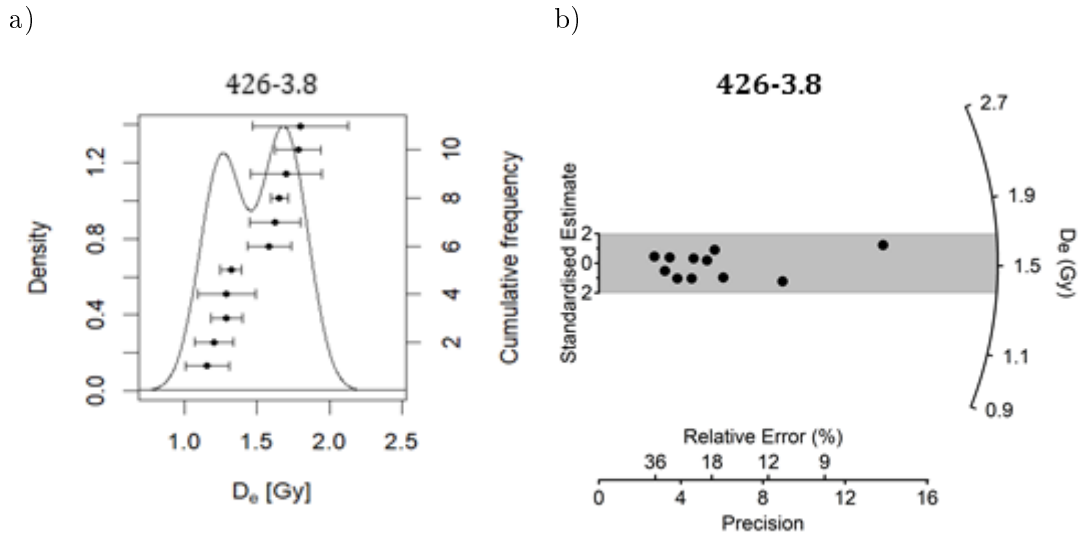 a)
426-3.8
Density
0.0 0.4 0.8 1.2
2 4 6 8 10
Cumulative frequency
1.0 1.5 2.0 2.5
De [Gy]
b)
426-3.8
Standardised Estimate
2
0
2
2.7
1.9
1.5
1.1
0.9
De (Gy)
Relative Error (%)
36 18 12 9
0 4 8 12 16
Precision